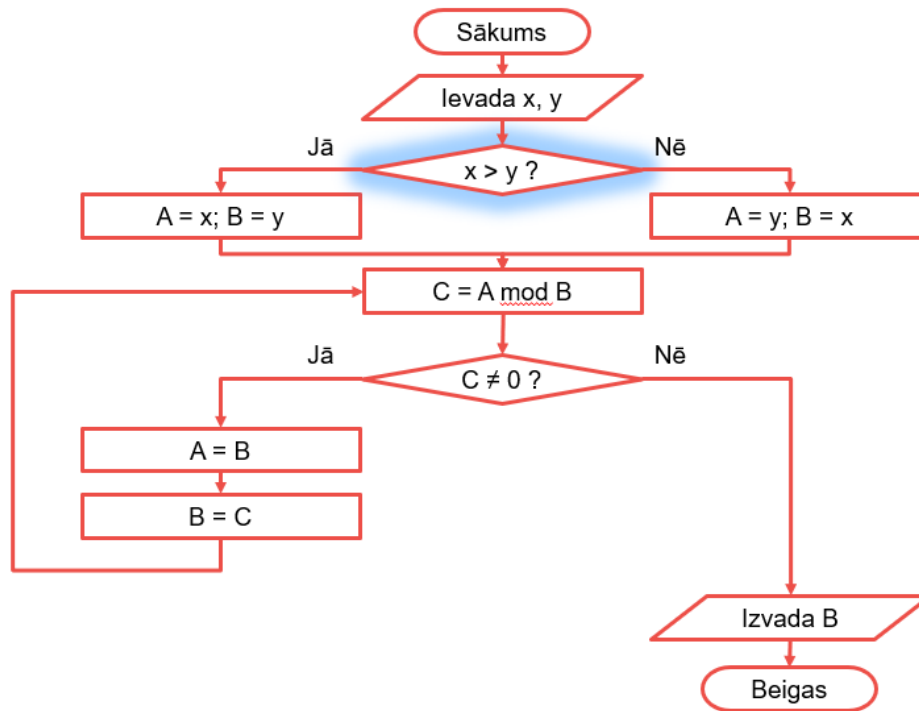 Sākums
Ievada x, y
Jā
Nē
x > y ?
A = x; B = y
A = y; B = x
C = A mod B
Jā
Nē
C ≠ 0 ?
A = B
B = C
Izvada B
Beigas